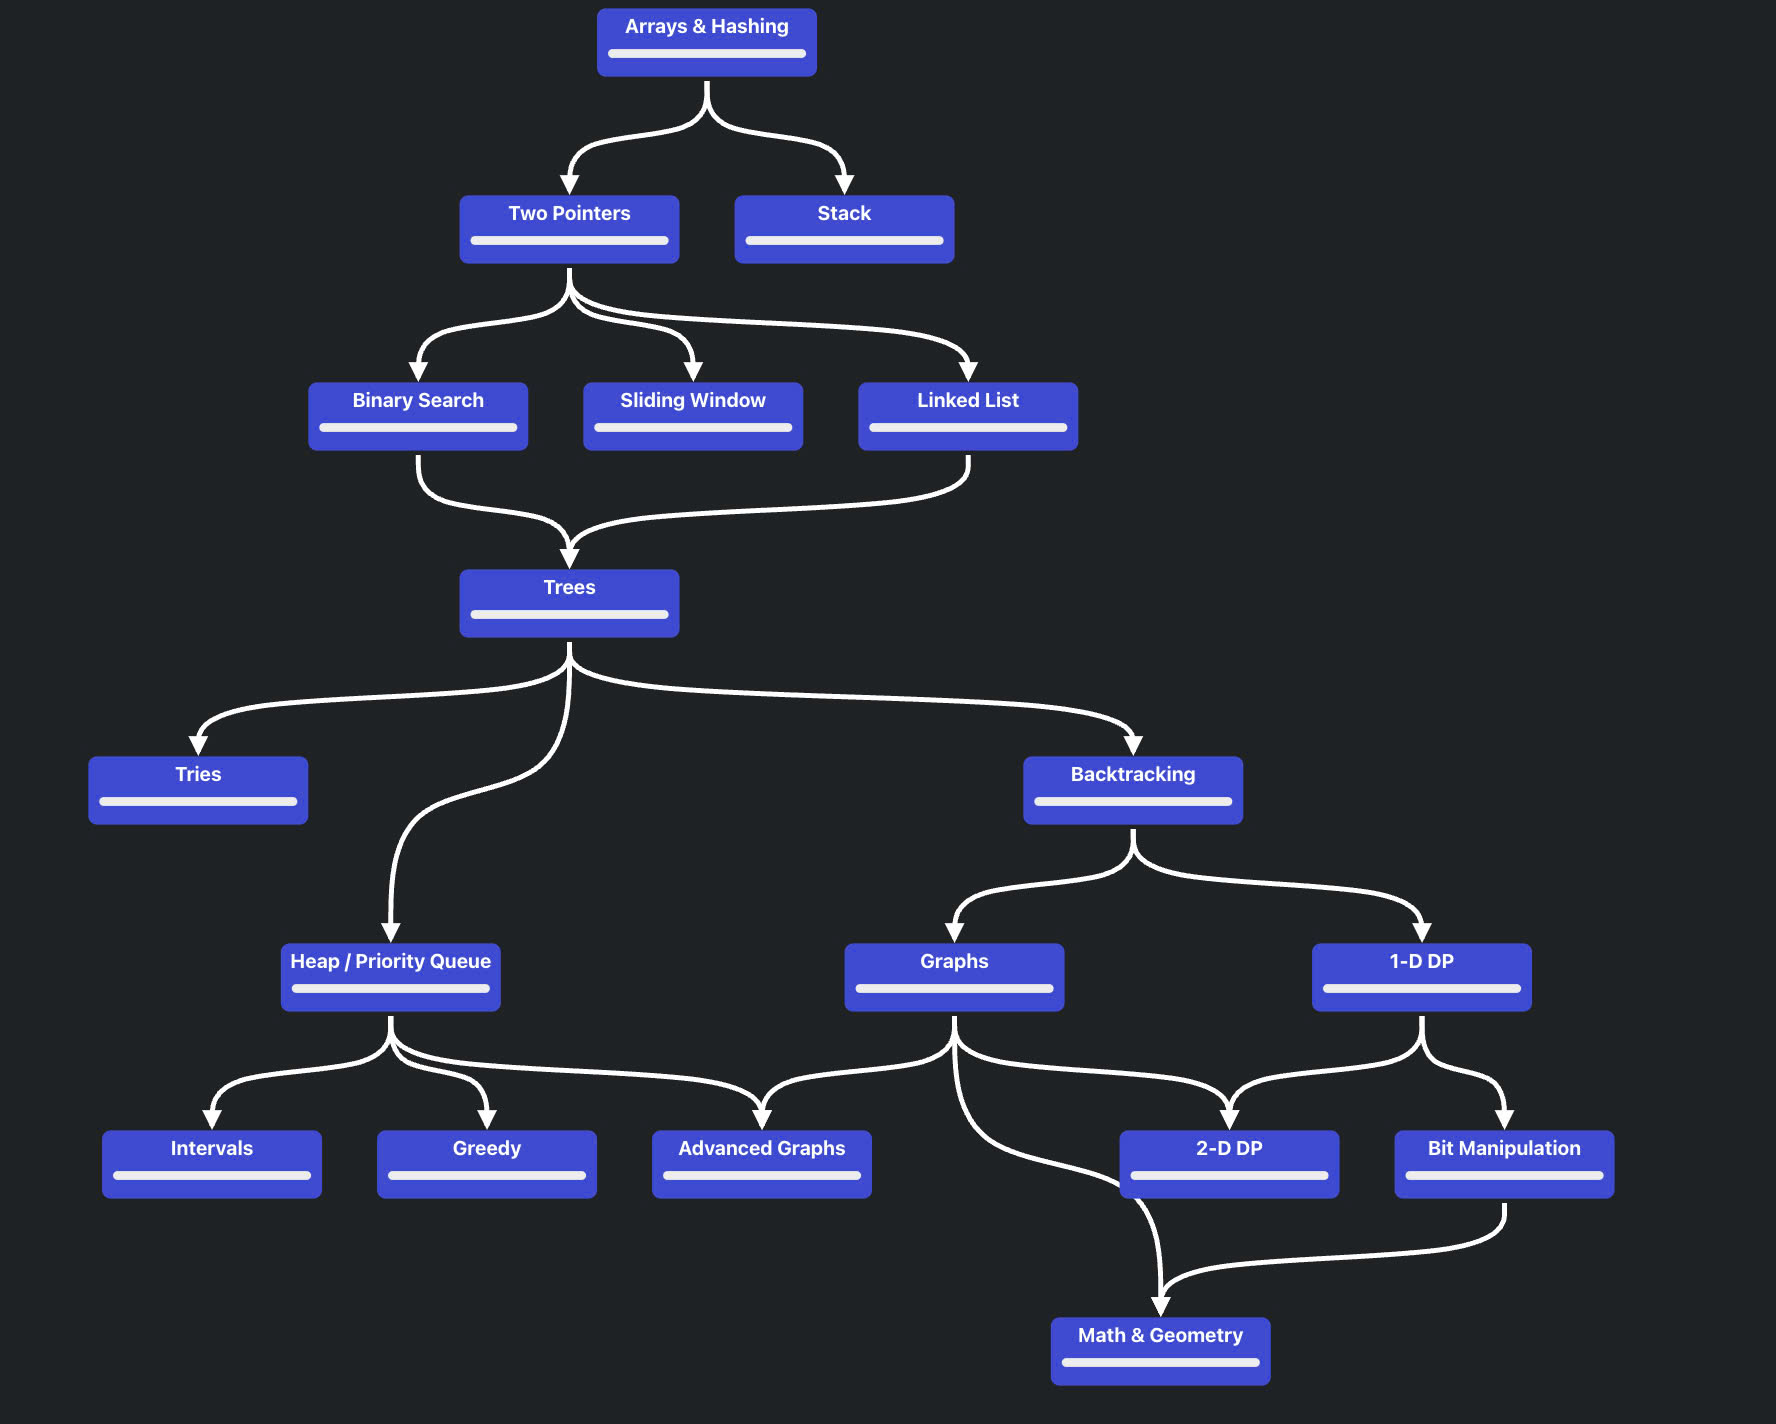 Arrays & Hashing
Two Pointers
Stack
Binary Search
Sliding Window
Linked List
Trees
Tries
Backtracking
Heap / Priority Queue
Graphs
1-D DP
Intervals
Greedy
Advanced Graphs
2-D DP
Bit Manipulation
Math & Geometry